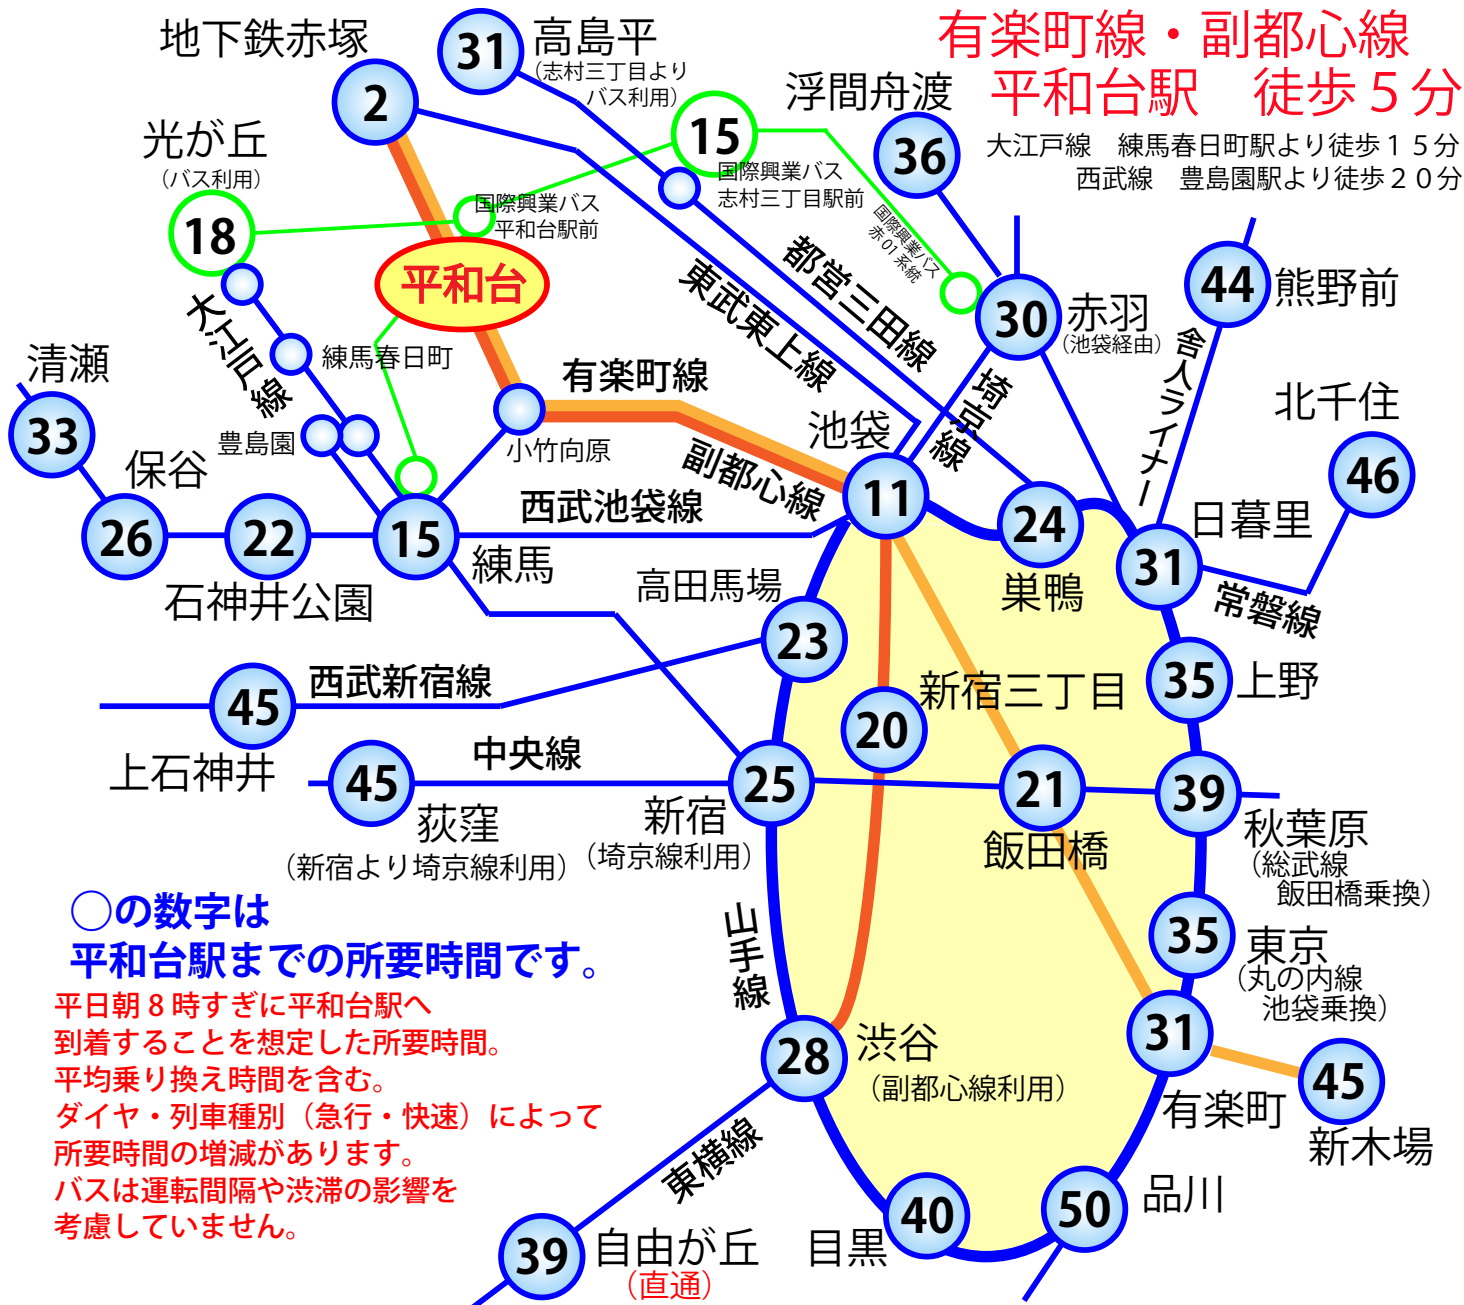 有楽町線・副都心線
平和台駅　徒歩５分
大江戸線　練馬春日町駅より徒歩１５分
西武線　豊島園駅より徒歩２０分
地下鉄赤塚
2
31
高島平
（志村三丁目より
バス利用）
15
国際興業バス
志村三丁目駅前
浮間舟渡
36
光が丘
（バス利用）
18
国際興業バス
平和台駅前
国際興業バス
赤01系統
平和台
大江戸線
練馬春日町
豊島園
東武東上線
都営三田線
30
赤羽
（池袋経由）
44
熊野前
舎人ライナー
埼京線
清瀬
33
保谷
26
22
石神井公園
15
練馬
小竹向原
有楽町線
副都心線
西武池袋線
池袋
11
24
巣鴨
31
日暮里
北千住
46
常磐線
高田馬場
23
西武新宿線
45
上石神井
中央線
45
荻窪
（新宿より埼京線利用）
25
新宿
（埼京線利用）
20
新宿三丁目
21
飯田橋
35
上野
39
秋葉原
（総武線
飯田橋乗換）
35
東京
（丸の内線
池袋乗換）
31
有楽町
45
新木場
山手線
28
渋谷
（副都心線利用）
東横線
39
自由が丘
（直通）
40
目黒
50
品川
○の数字は
平和台駅までの所要時間です。
平日朝８時すぎに平和台駅へ
到着することを想定した所要時間。
平均乗り換え時間を含む。
ダイヤ・列車種別（急行・快速）によって
所要時間の増減があります。
バスは運転間隔や渋滞の影響を
考慮していません。